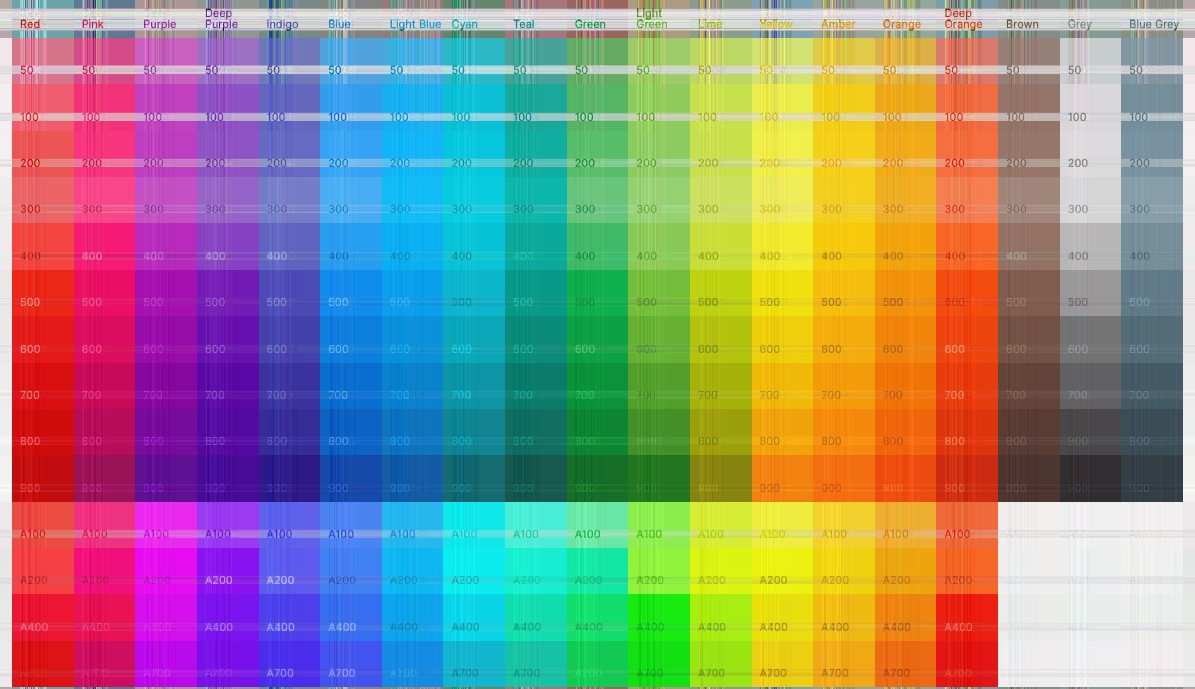 Red Pink Purple Deep Purple Indigo Blue Light Blue Cyan Teal Green Light Green Lime Yellow Amber Orange Deep Orange Brown Grey Blue Grey
50 50 50 50 50 50 50 50 50 50 50 50 50 50 50 50 50 50 50
100 100 100 100 100 100 100 100 100 100 100 100 100 100 100 100 100 100 100
200 200 200 200 200 200 200 200 200 200 200 200 200 200 200 200 200 200 200
300 300 300 300 300 300 300 300 300 300 300 300 300 300 300 300 300 300 300
400 400 400 400 400 400 400 400 400 400 400 400 400 400 400 400 400 400 400
500 500 500 500 500 500 500 500 500 500 500 500 500 500 500 500 500 500 500
600 600 600 600 600 600 600 600 600 600 600 600 600 600 600 600 600 600 600
700 700 700 700 700 700 700 700 700 700 700 700 700 700 700 700 700 700 700
800 800 800 800 800 800 800 800 800 800 800 800 800 800 800 800 800 800
900 900 900 900 900 900 900 900 900 900 900 900 900 900 900
A100 A100 A100 A100 A100 A100 A100 A100 A100 A100 A100 A100 A100 A100 A100 A100
A200 A200 A200 A200 A200 A200 A200 A200 A200 A200 A200 A200 A200 A200 A200 A200
A400 A400 A400 A400 A400 A400 A400 A400 A400 A400 A400 A400 A400 A400 A400 A400
A700 A700 A700 A700 A700 A700 A700 A700 A700 A700 A700 A700 A700